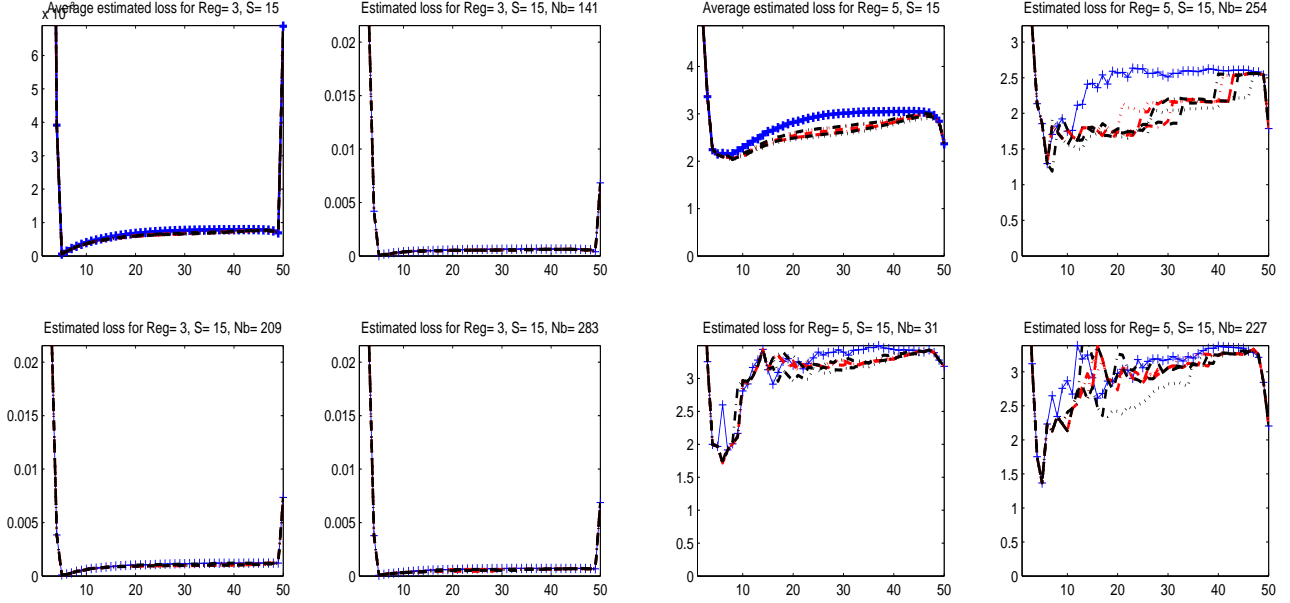 x 10
Average estimated loss for Reg= 3, S= 15
7
6
5
4
3
2
1
0
10 20 30 40 50
Estimated loss for Reg= 3, S= 15, Nb= 141
0.02
0.015
0.01
0.005
0
10 20 30 40 50
Average estimated loss for Reg= 5, S= 15
4
3
2
1
0
10 20 30 40 50
Estimated loss for Reg= 5, S= 15, Nb= 254
3
2.5
2
1.5
1
0.5
0
10 20 30 40 50
Estimated loss for Reg= 3, S= 15, Nb= 209
0.02
0.015
0.01
0.005
0
10 20 30 40 50
Estimated loss for Reg= 3, S= 15, Nb= 283
0.02
0.015
0.01
0.005
0
10 20 30 40 50
Estimated loss for Reg= 5, S= 15, Nb= 31
3
2.5
2
1.5
1
0.5
0
10 20 30 40 50
Estimated loss for Reg= 5, S= 15, Nb= 227
3
2.5
2
1.5
1
0.5
0
10 20 30 40 50